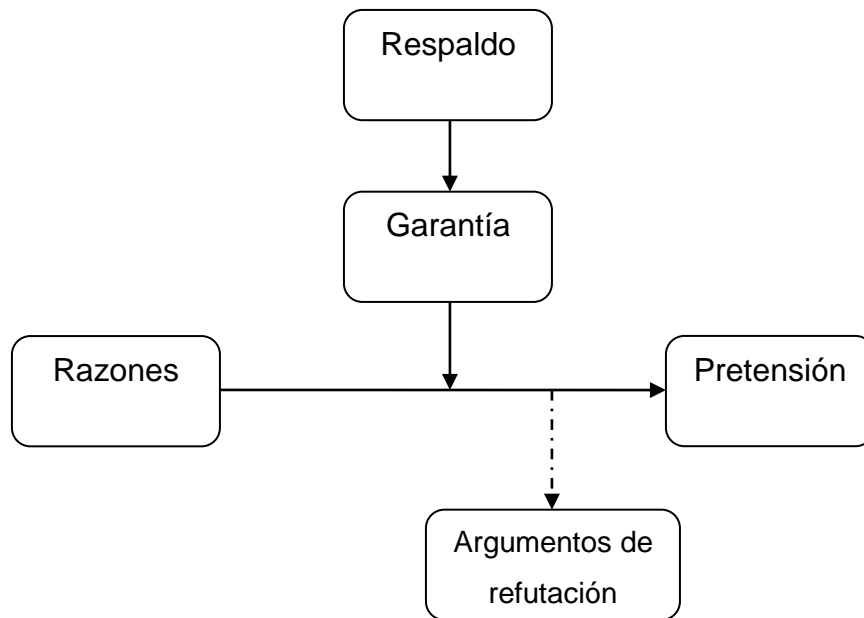 Respaldo
Garantía
Razones
Pretensión
Argumentos de
refutación